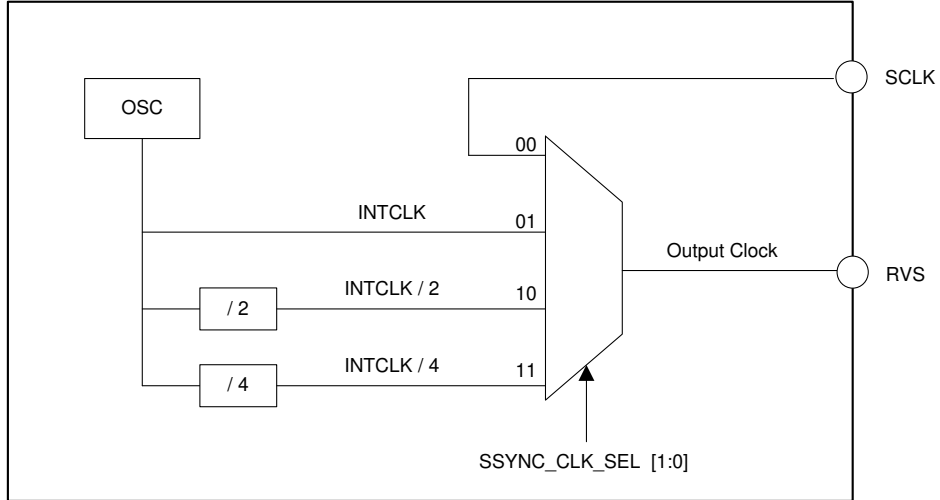 SCLK
OSC
00
INTCLK
01
Output Clock
RVS
INTCLK / 2
10
/ 2
INTCLK / 4
11
/ 4
SSYNC_CLK_SEL [1:0]